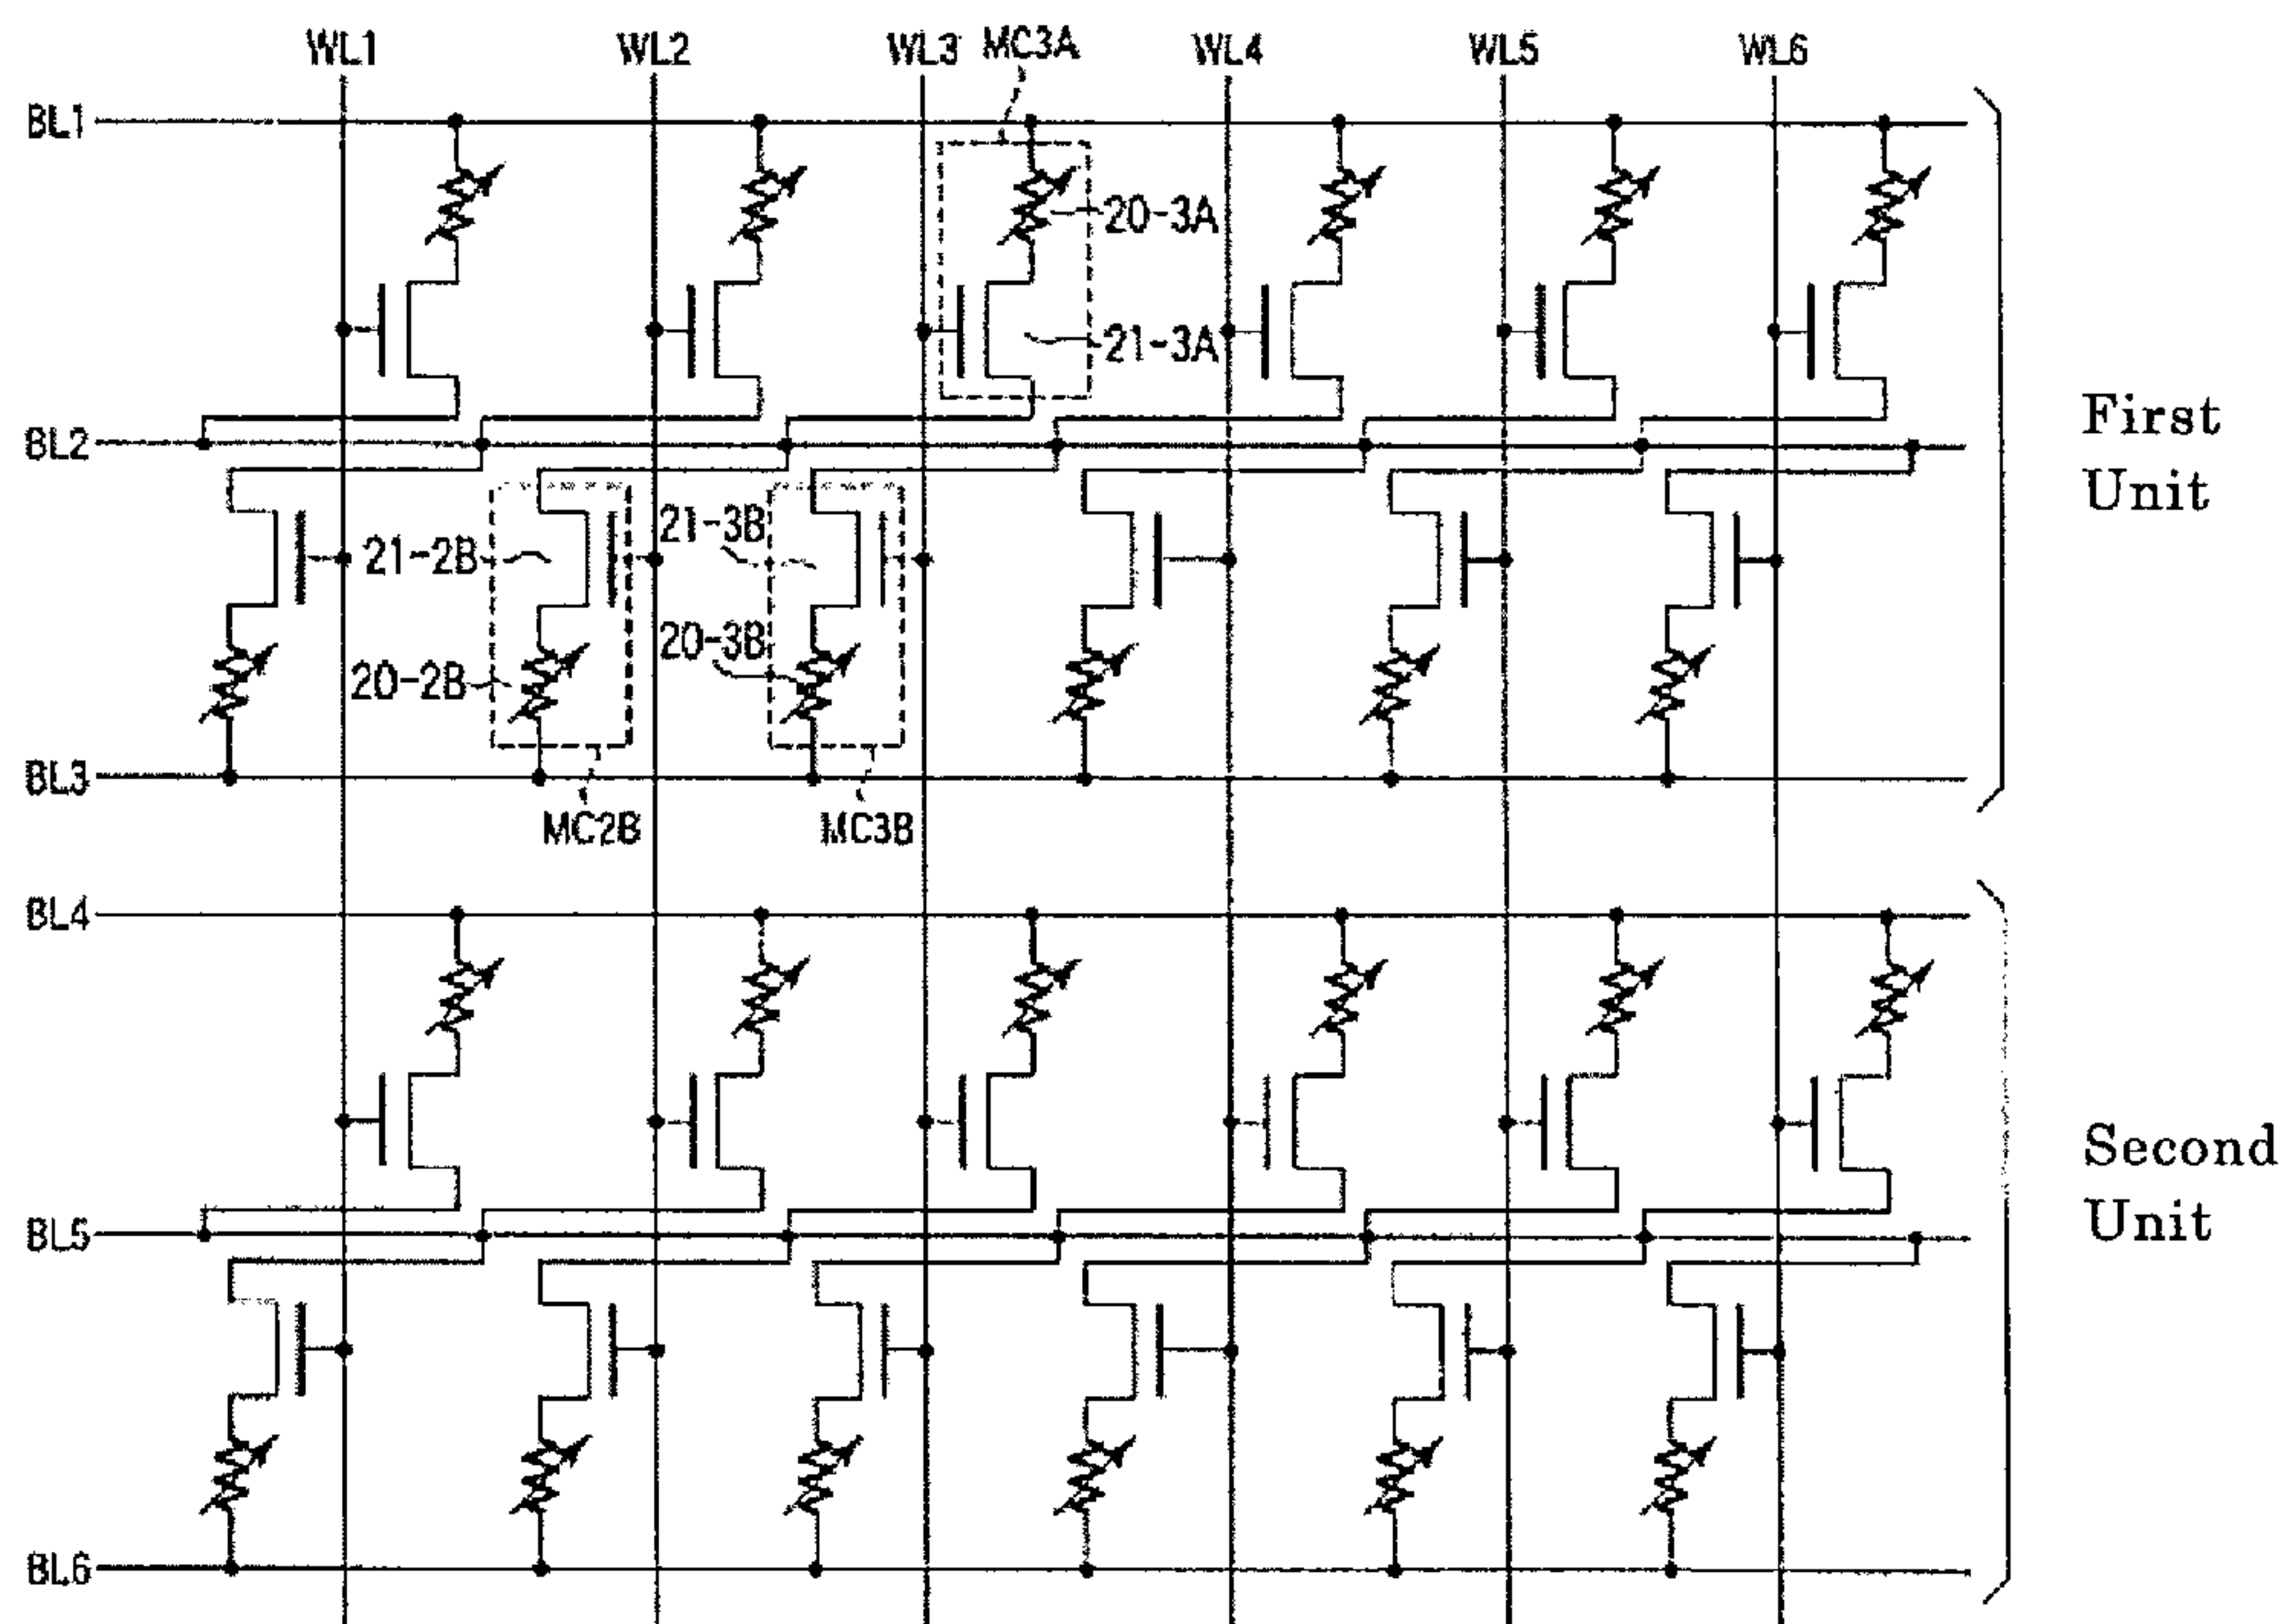 WL1 WL2 WL3 MC3A WL4 WL5 WL6
BL1
20-3A
21-3A
First
Unit
BL2
21-2B 21-3B
20-2B 20-3B
BL3
MC2B MC3B
BL4
Second
Unit
BL5
BL6